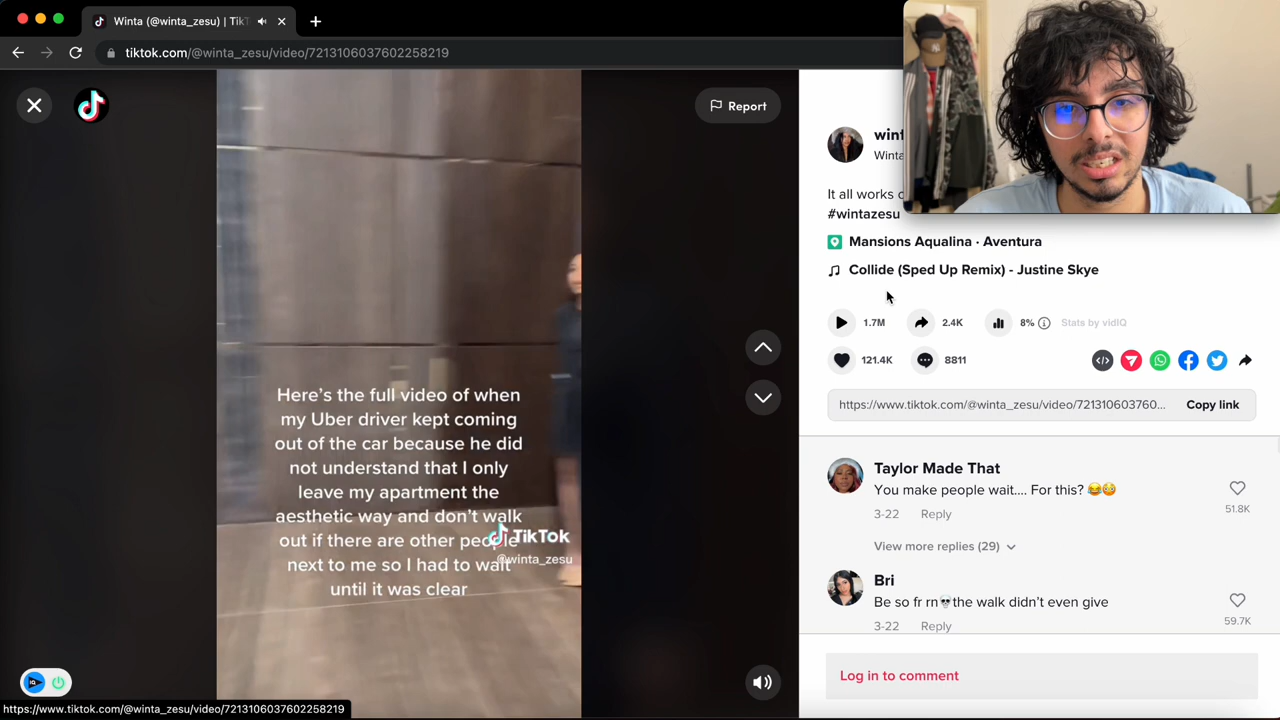 Winta (@winta_zesu) | Tik
tiktok.com/@winta_zesu/video/7213106037602258219
Report
Here's the full video of when
my Uber driver kept coming
out of the car because he did
not understand that I only
leave my apartment the
aesthetic way and don't walk
out if there are other people
next to me so I had to wait
until it was clear
TikTok
@winta_zesu
Winta
It all works
#wintazesu
Mansions Aqualina · Aventura
Collide (Sped Up Remix) - Justine Skye
1.7M 2.4K 8% Stats by vidIQ
121.4K 8811
https://www.tiktok.com/@winta_zesu/video/721310603760... Copy link
Taylor Made That
You make people wait.... For this? 😂😳
51.8K
3-22 Reply
View more replies (29)
Bri
Be so fr rn💀the walk didn't even give
59.7K
3-22 Reply
Log in to comment
https://www.tiktok.com/@winta_zesu/video/7213106037602258219